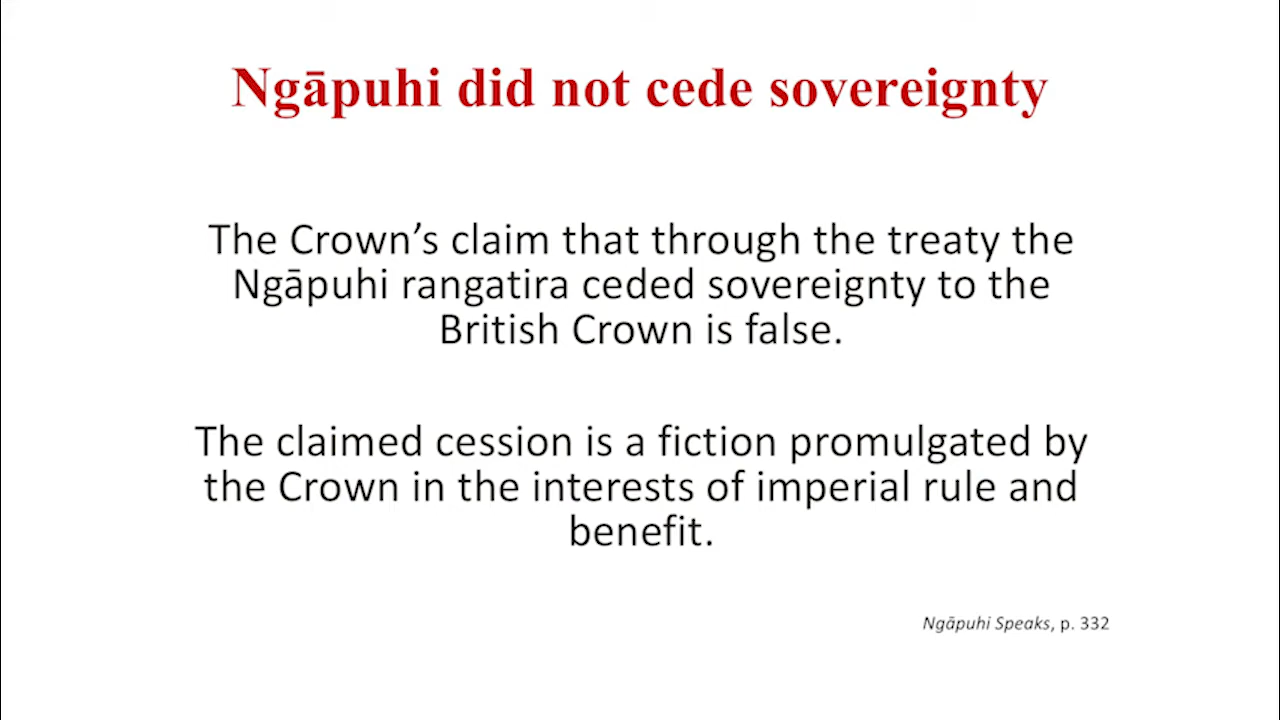 Ngāpuhi did not cede sovereignty
The Crown’s claim that through the treaty the
Ngāpuhi rangatira ceded sovereignty to the
British Crown is false.
The claimed cession is a fiction promulgated by
the Crown in the interests of imperial rule and
benefit.
Ngāpuhi Speaks, p. 332